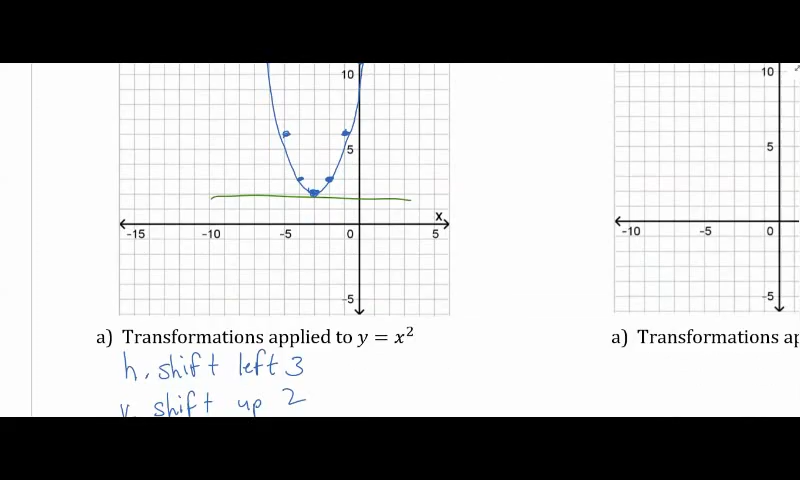 10
5
x
-15 -10 -5 0 5
-5
10
5
-10 -5 0
-5
a) Transformations applied to y = x²
a) Transformations ap
h. shift left 3
v. shift up 2